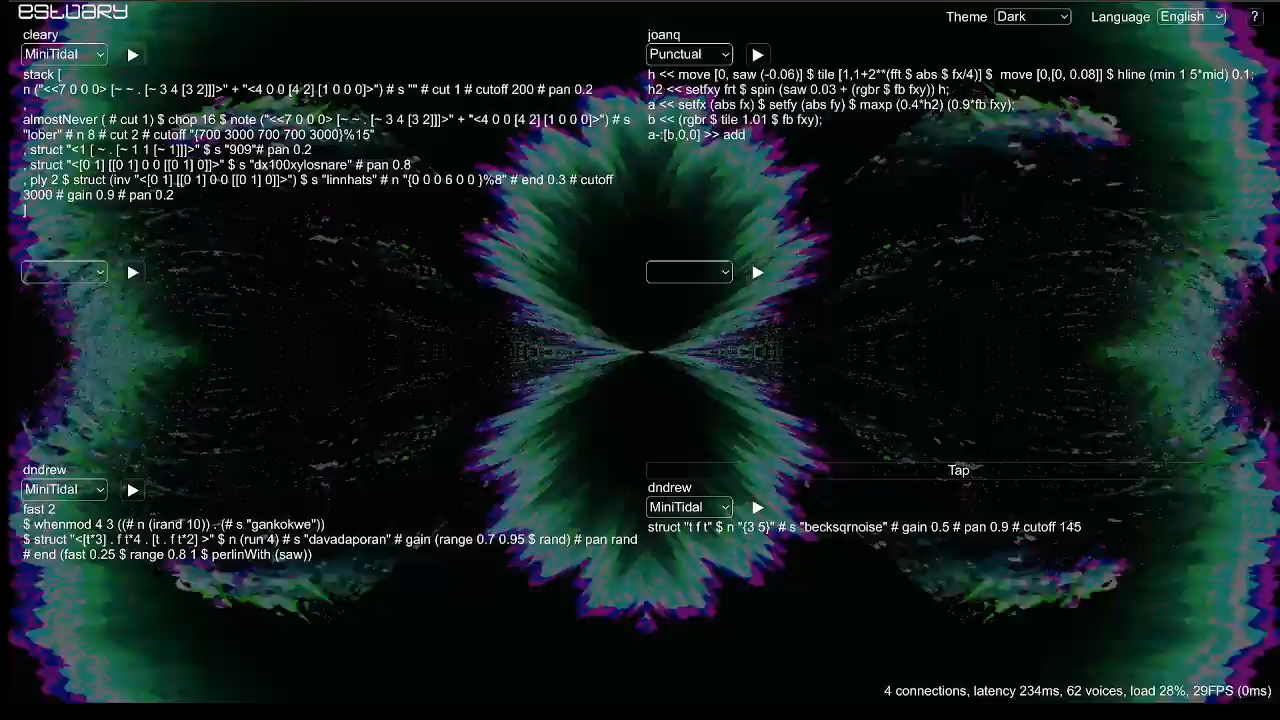 estuary
Theme Dark Language English ?
cleary
MiniTidal
stack [
n ("<<7 0 0 0> [~ ~ . [~ 3 4 [3 2]]]>" + "<4 0 0 [4 2] [1 0 0 0]>") # s "" # cut 1 # cutoff 200 # pan 0.2
,
almostNever ( # cut 1) $ chop 16 $ note ("<<7 0 0 0> [~ ~ . [~ 3 4 [3 2]]]>" + "<4 0 0 [4 2] [1 0 0 0]>") # s
"lober" # n 8 # cut 2 # cutoff "{700 3000 700 700 3000}%15"
, struct "<1 [ ~ . [~ 1 1 [~ 1]]]>" $ s "909"# pan 0.2
, struct "<[0 1] [[0 1] 0 0 [[0 1] 0]]>" $ s "dx100xylosnare" # pan 0.8
, ply 2 $ struct (inv "<[0 1] [[0 1] 0 0 [[0 1] 0]]>") $ s "linnhats" # n "{0 0 0 6 0 0 }%8" # end 0.3 # cutoff
3000 # gain 0.9 # pan 0.2
]
joanq
Punctual
h << move [0, saw (-0.06)] $ tile [1,1+2**(fft $ abs $ fx/4)] $  move [0,[0, 0.08]] $ hline (min 1 5*mid) 0.1;
h2 << setfxy frt $ spin (saw 0.03 + (rgbr $ fb fxy)) h;
a << setfx (abs fx) $ setfy (abs fy) $ maxp (0.4*h2) (0.9*fb fxy);
b << (rgbr $ tile 1.01 $ fb fxy);
a-:[b,0,0] >> add
dndrew
MiniTidal
fast 2
$ whenmod 4 3 ((# n (irand 10)) . (# s "gankokwe"))
$ struct "<[t*3] . f t*4 . [t . f t*2] >" $ n (run 4) # s "davadaporan" # gain (range 0.7 0.95 $ rand) # pan rand
# end (fast 0.25 $ range 0.8 1 $ perlinWith (saw))
Tap
dndrew
MiniTidal
struct "t f t" $ n "{3 5}" # s "becksqrnoise" # gain 0.5 # pan 0.9 # cutoff 145
4 connections, latency 234ms, 62 voices, load 28%, 29FPS (0ms)